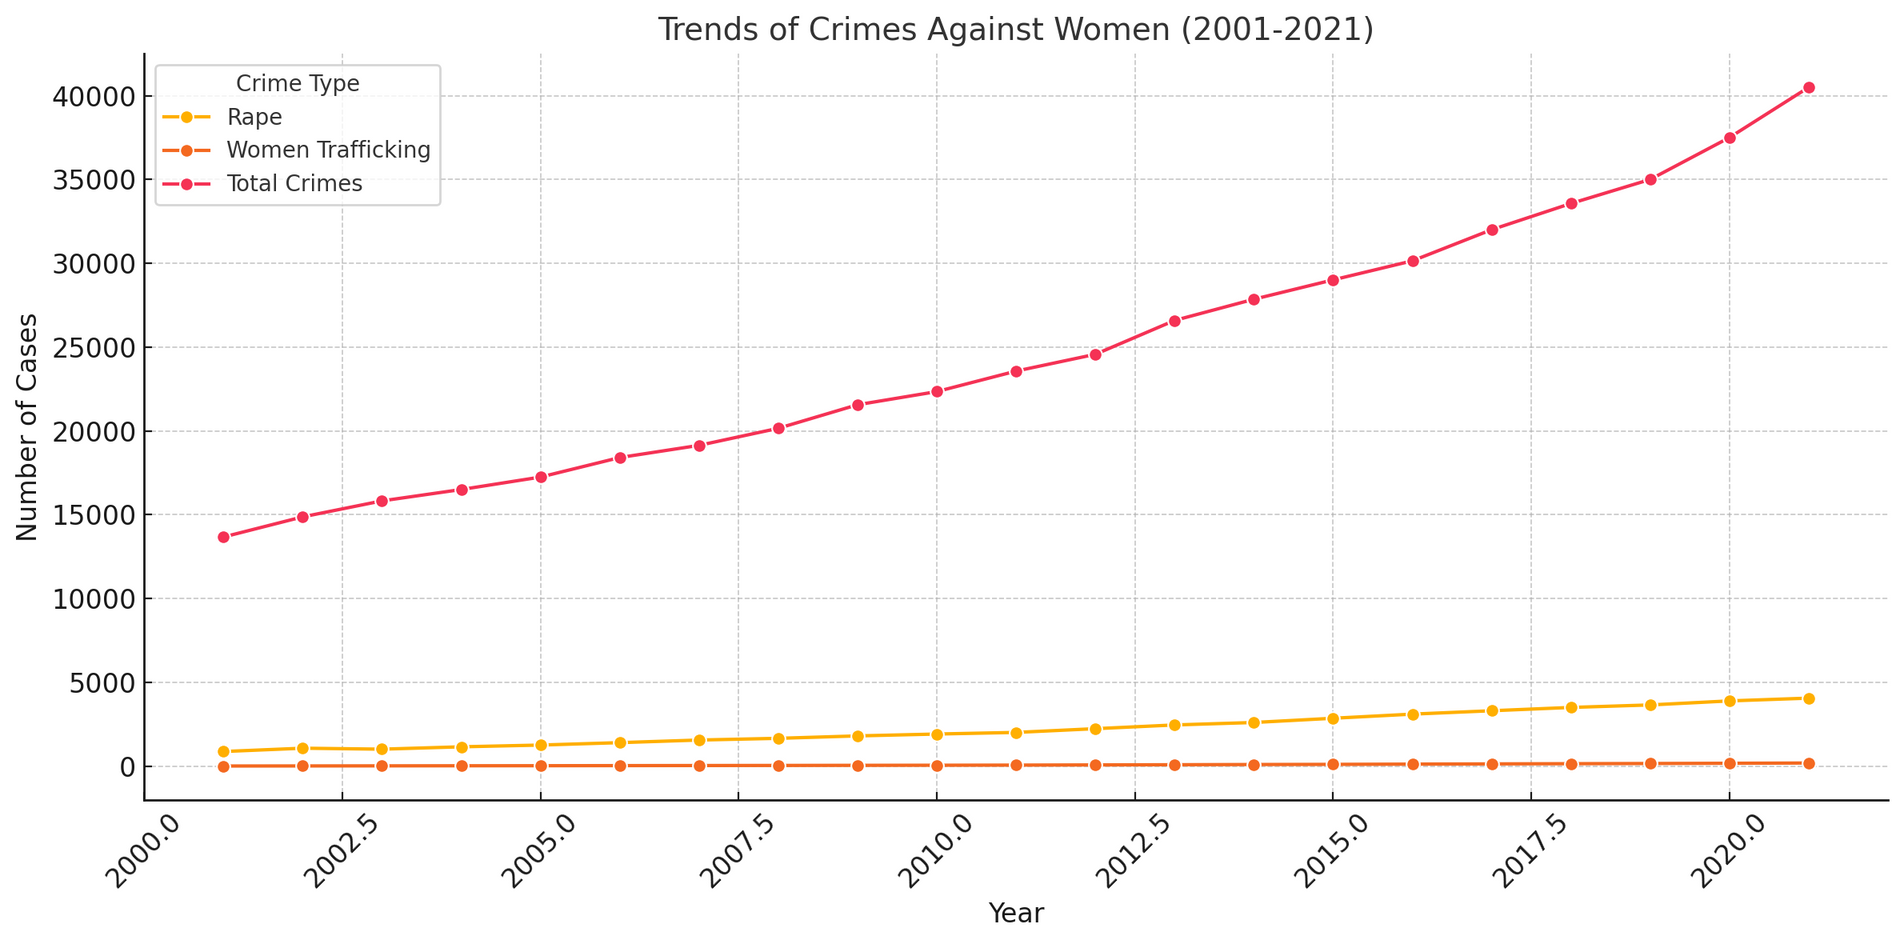 Trends of Crimes Against Women (2001-2021)
Crime Type
Rape
Women Trafficking
Total Crimes
40000
35000
30000
25000
20000
15000
10000
5000
0
Number of Cases
2000.0
2002.5
2005.0
2007.5
2010.0
2012.5
2015.0
2017.5
2020.0
Year